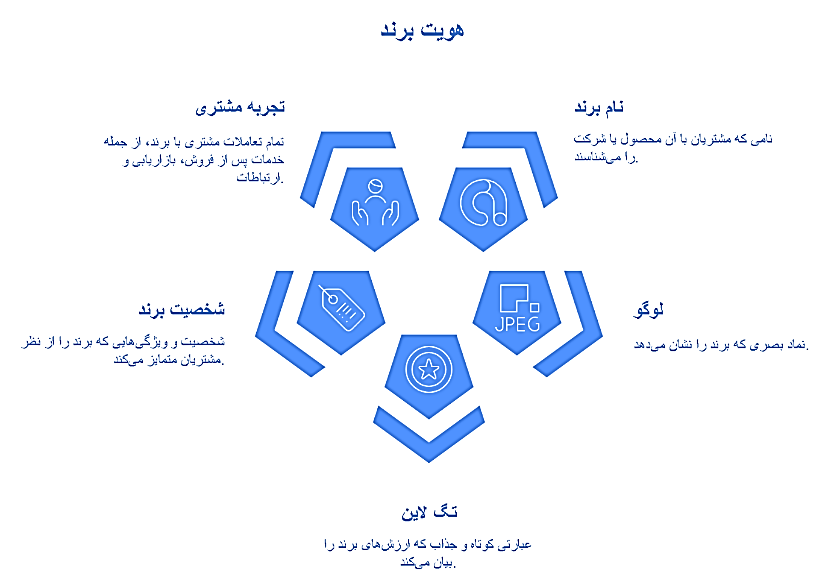 هویت برند
نام برند
نامی که مشتریان با آن محصول یا شرکت
را می‌شناسند.
لوگو
نماد بصری که برند را نشان می‌دهد.
JPEG
تگ لاین
عبارتی کوتاه و جذاب که ارزش‌های برند را
بیان می‌کند.
شخصیت برند
شخصیت و ویژگی‌هایی که برند را از نظر
مشتریان متمایز می‌کند.
تجربه مشتری
تمام تعاملات مشتری با برند، از جمله
خدمات پس از فروش، بازاریابی و
ارتباطات.